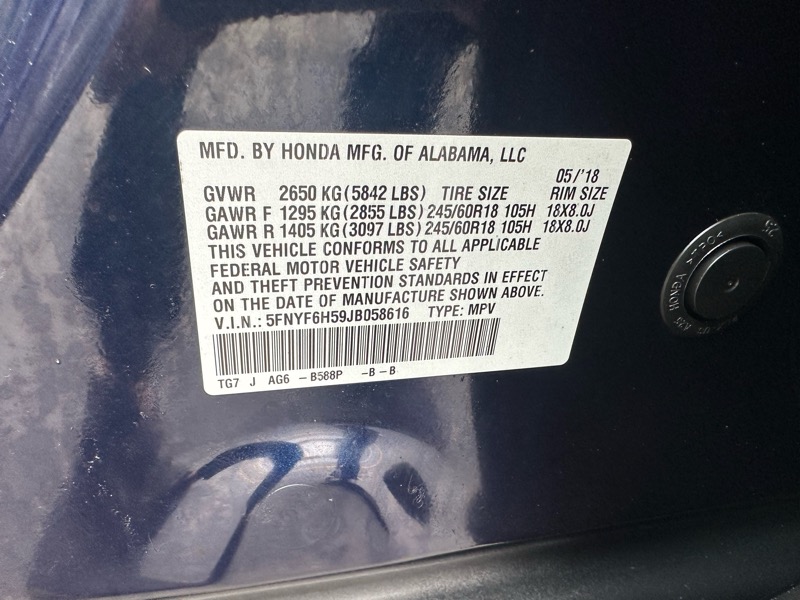 MFD. BY HONDA MFG. OF ALABAMA, LLC
05/'18
GVWR 2650 KG (5842 LBS) TIRE SIZE RIM SIZE
GAWR F 1295 KG (2855 LBS) 245/60R18 105H 18X8.0J
GAWR R 1405 KG (3097 LBS) 245/60R18 105H 18X8.0J
THIS VEHICLE CONFORMS TO ALL APPLICABLE
FEDERAL MOTOR VEHICLE SAFETY
AND THEFT PREVENTION STANDARDS IN EFFECT
ON THE DATE OF MANUFACTURE SHOWN ABOVE.
V.I.N.: 5FNYF6H59JB058616 TYPE: MPV
TG7 J AG6 -B588P -B-B
25